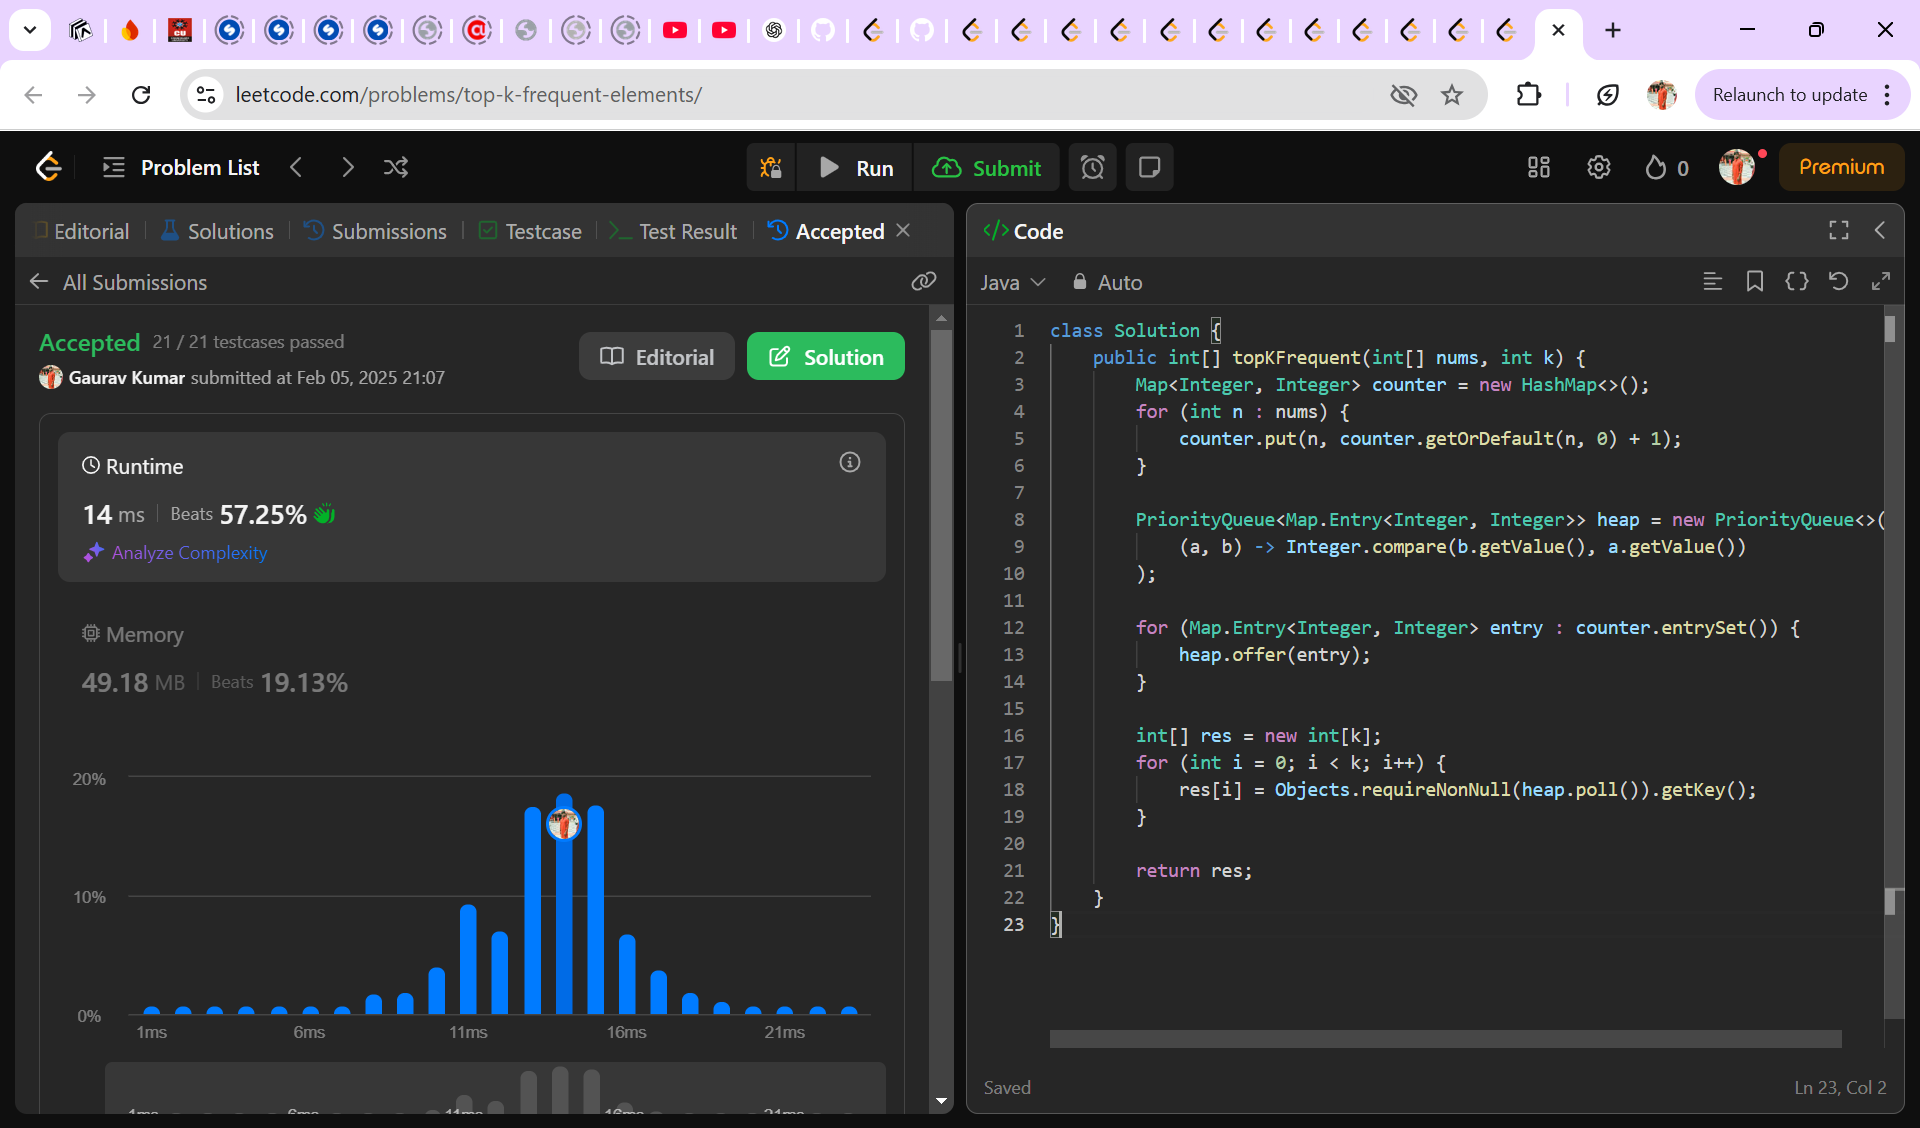 leetcode.com/problems/top-k-frequent-elements/
Relaunch to update
Problem List
Run
Submit
0
Premium
Editorial
Solutions
Submissions
Testcase
Test Result
Accepted
All Submissions
Accepted 21 / 21 testcases passed
Gaurav Kumar submitted at Feb 05, 2025 21:07
Editorial
Solution
Runtime
14 ms Beats 57.25%
Analyze Complexity
Memory
49.18 MB Beats 19.13%
20%
10%
0%
1ms 6ms 11ms 16ms 21ms
1ms 6ms 11ms 16ms 21ms
</> Code
Java Auto
1 class Solution {
2 public int[] topKFrequent(int[] nums, int k) {
3 Map<Integer, Integer> counter = new HashMap<>();
4 for (int n : nums) {
5 counter.put(n, counter.getOrDefault(n, 0) + 1);
6 }
7
8 PriorityQueue<Map.Entry<Integer, Integer>> heap = new PriorityQueue<>(
9 (a, b) -> Integer.compare(b.getValue(), a.getValue())
10 );
11
12 for (Map.Entry<Integer, Integer> entry : counter.entrySet()) {
13 heap.offer(entry);
14 }
15
16 int[] res = new int[k];
17 for (int i = 0; i < k; i++) {
18 res[i] = Objects.requireNonNull(heap.poll()).getKey();
19 }
20
21 return res;
22 }
23 }
Saved
Ln 23, Col 2